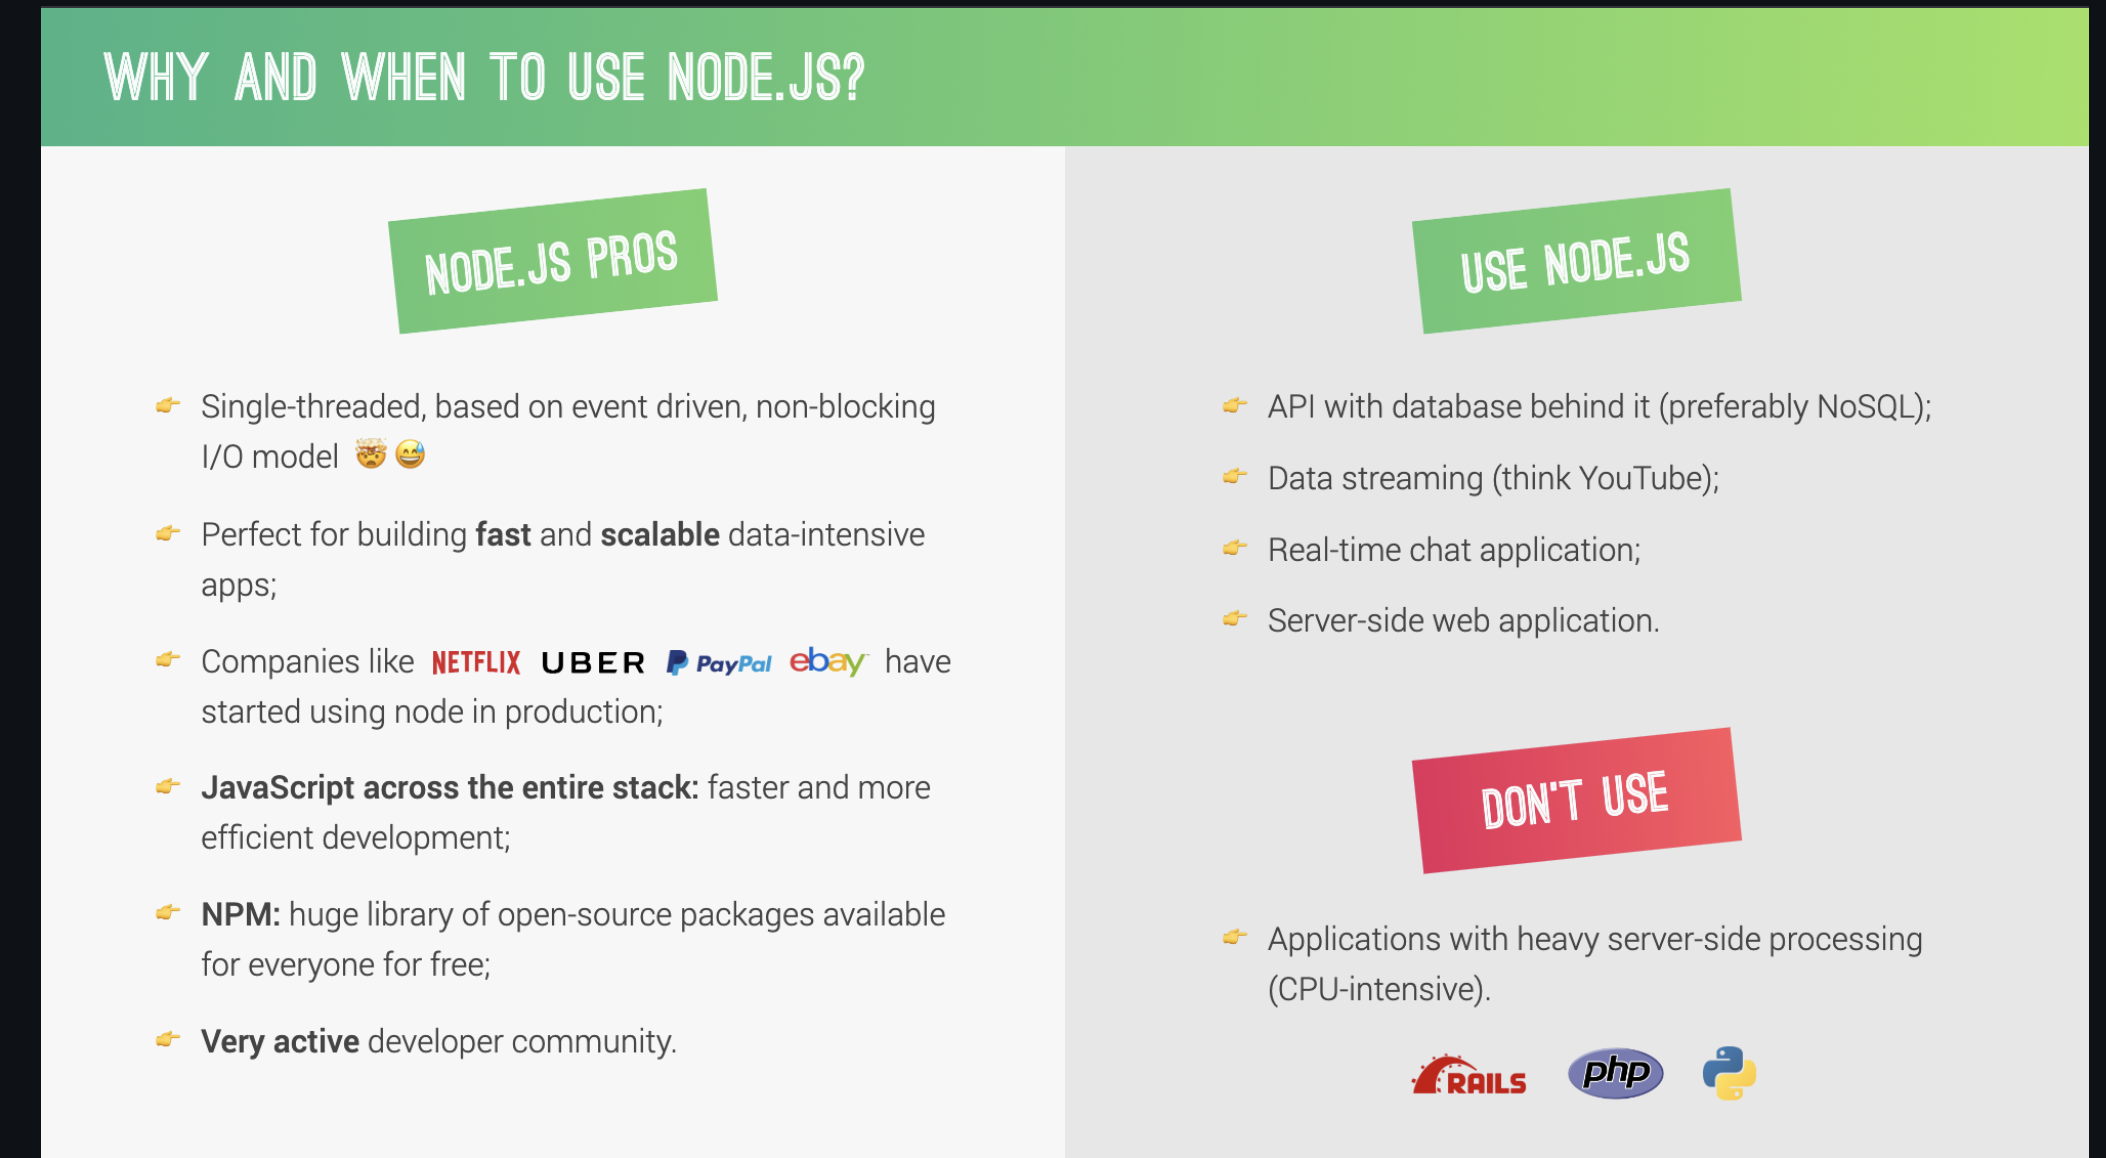 WHY AND WHEN TO USE NODE.JS?
NODE.JS PROS
👉 Single-threaded, based on event driven, non-blocking
I/O model 🤯😅
👉 Perfect for building fast and scalable data-intensive
apps;
👉 Companies like NETFLIX UBER PayPal ebay have
started using node in production;
👉 JavaScript across the entire stack: faster and more
efficient development;
👉 NPM: huge library of open-source packages available
for everyone for free;
👉 Very active developer community.
USE NODE.JS
👉 API with database behind it (preferably NoSQL);
👉 Data streaming (think YouTube);
👉 Real-time chat application;
👉 Server-side web application.
DON'T USE
👉 Applications with heavy server-side processing
(CPU-intensive).
RAILS php